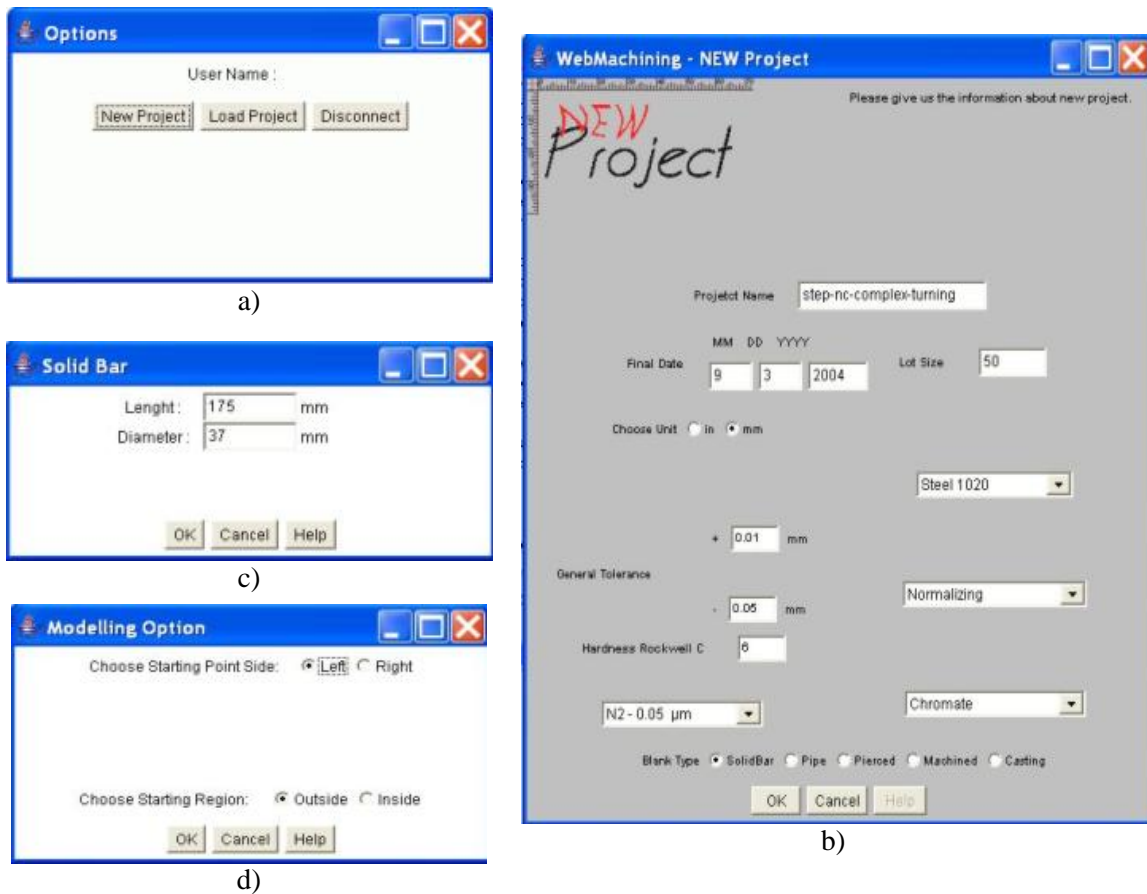 Options
User Name :
New Project Load Project Disconnect
a)
Solid Bar
Lenght: 175 mm
Diameter: 37 mm
OK Cancel Help
c)
Modelling Option
Choose Starting Point Side: Left Right
Choose Starting Region: Outside Inside
OK Cancel Help
d)
WebMachining - NEW Project
Please give us the information about new project.
NEW
Project
Projetct Name step-nc-complex-turning
MM DD YYYY
Final Date 9 3 2004 Lot Size 50
Choose Unit in mm
Steel 1020
+ 0.01 mm
General Tolerance
Normalizing
- 0.05 mm
Hardness Rockwell C 6
N2 - 0.05 µm
Chromate
Blank Type SolidBar Pipe Pierced Machined Casting
OK Cancel Help
b)